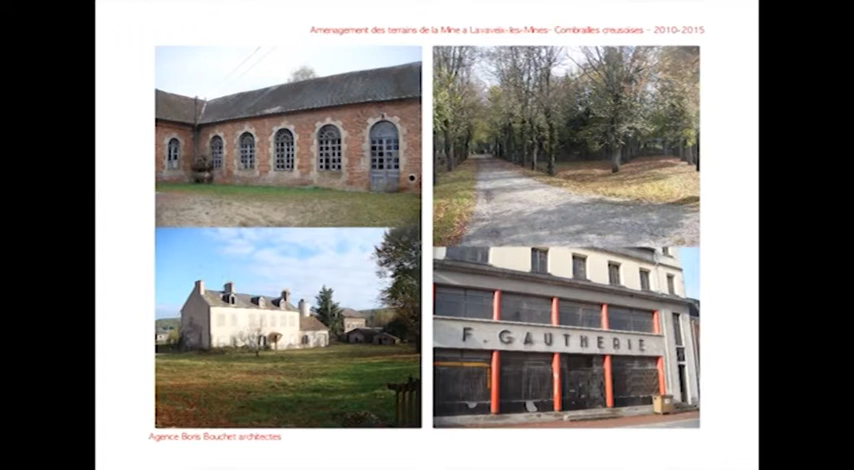 Aménagement des terrains de la Mine a Lavaveix-les-Mines- Combrailles creusoises - 2010-2015
F. GAUTHERIE
Agence Boris Bouchet architectes